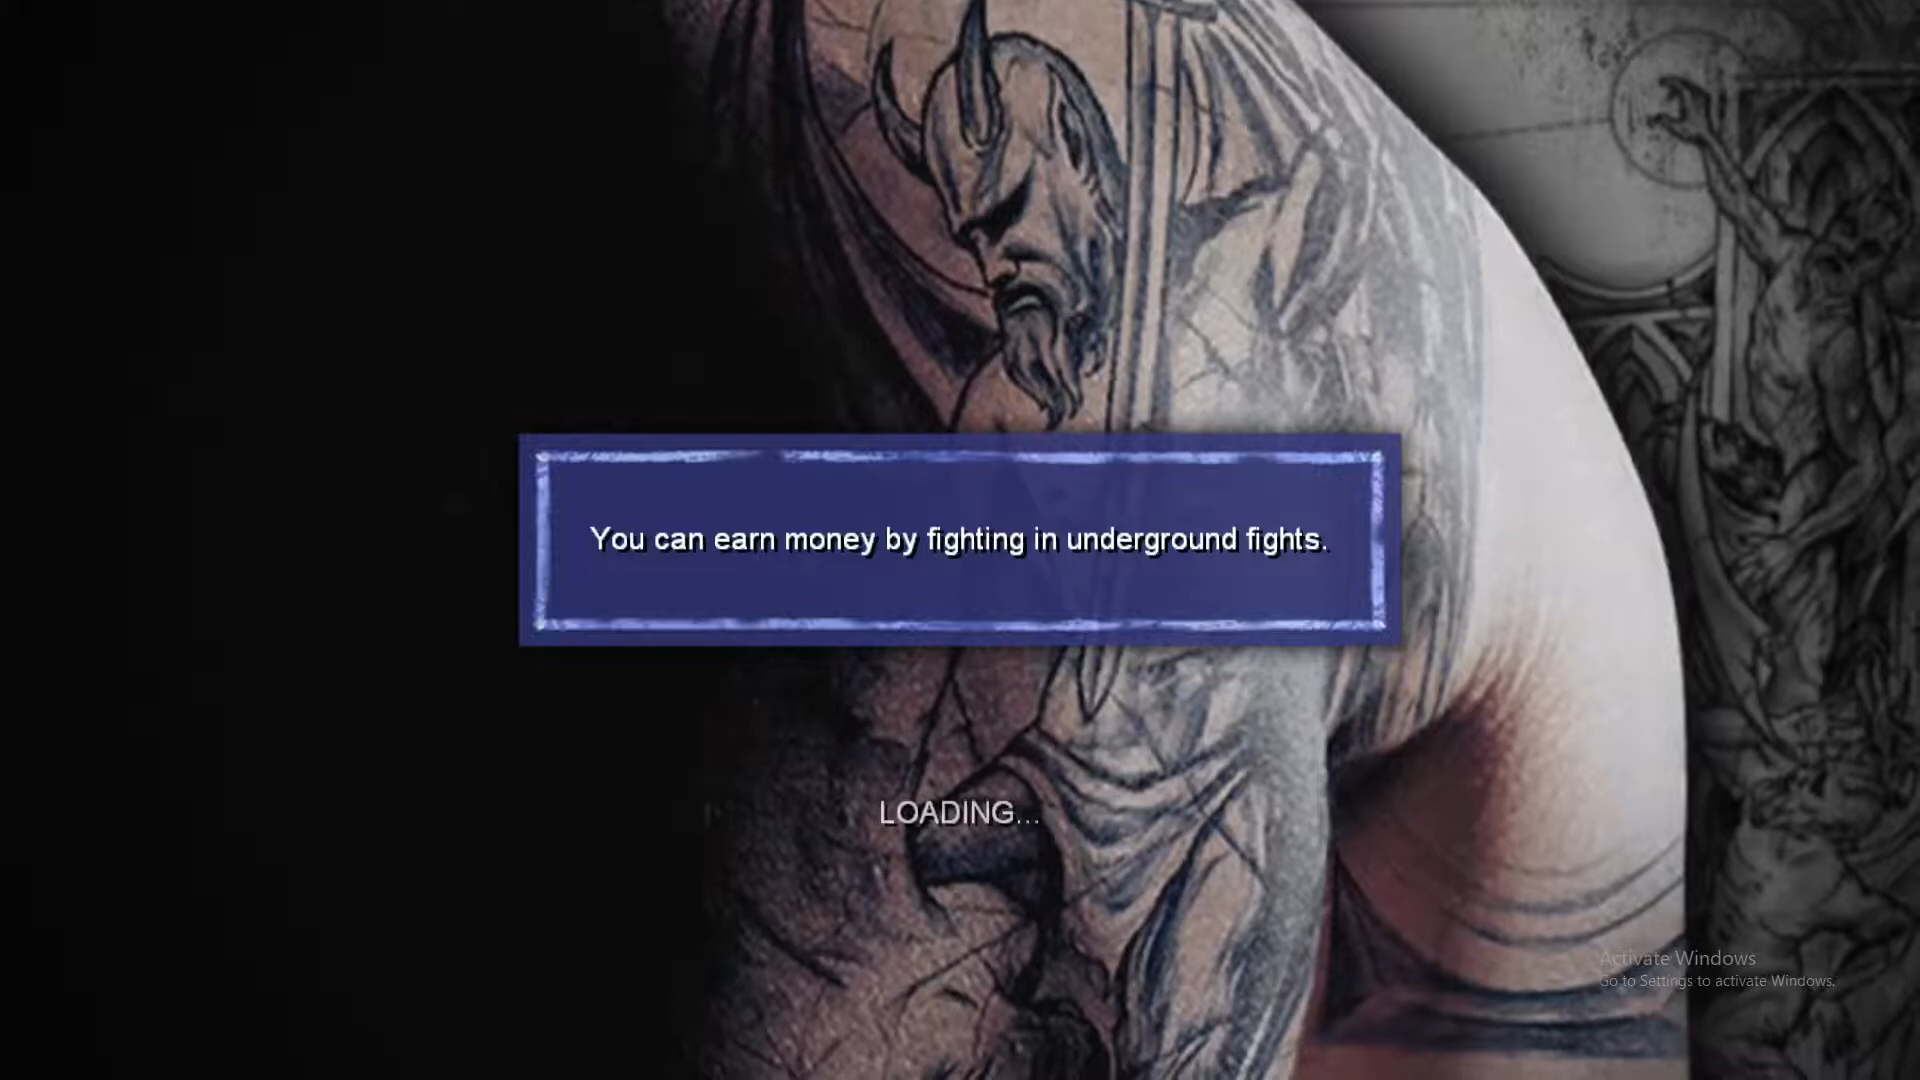 You can earn money by fighting in underground fights.
LOADING...
Activate Windows
Go to Settings to activate Windows.